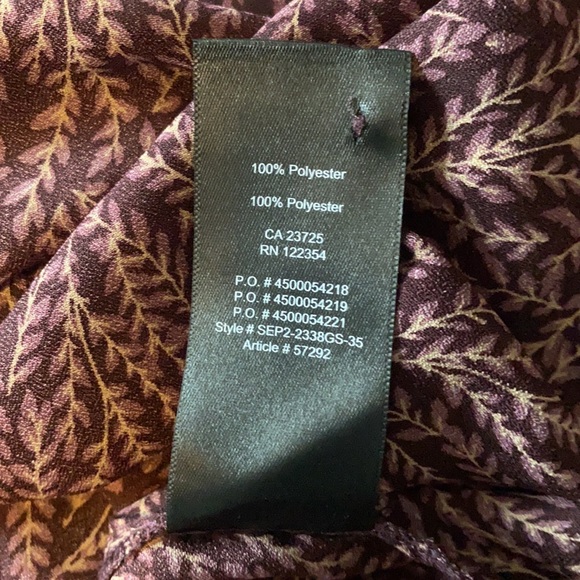 100% Polyester
100% Polyester
CA 23725
RN 122354
P.O. # 4500054218
P.O. # 4500054219
P.O. # 4500054221
Style # SEP2-2338GS-35
Article # 57292